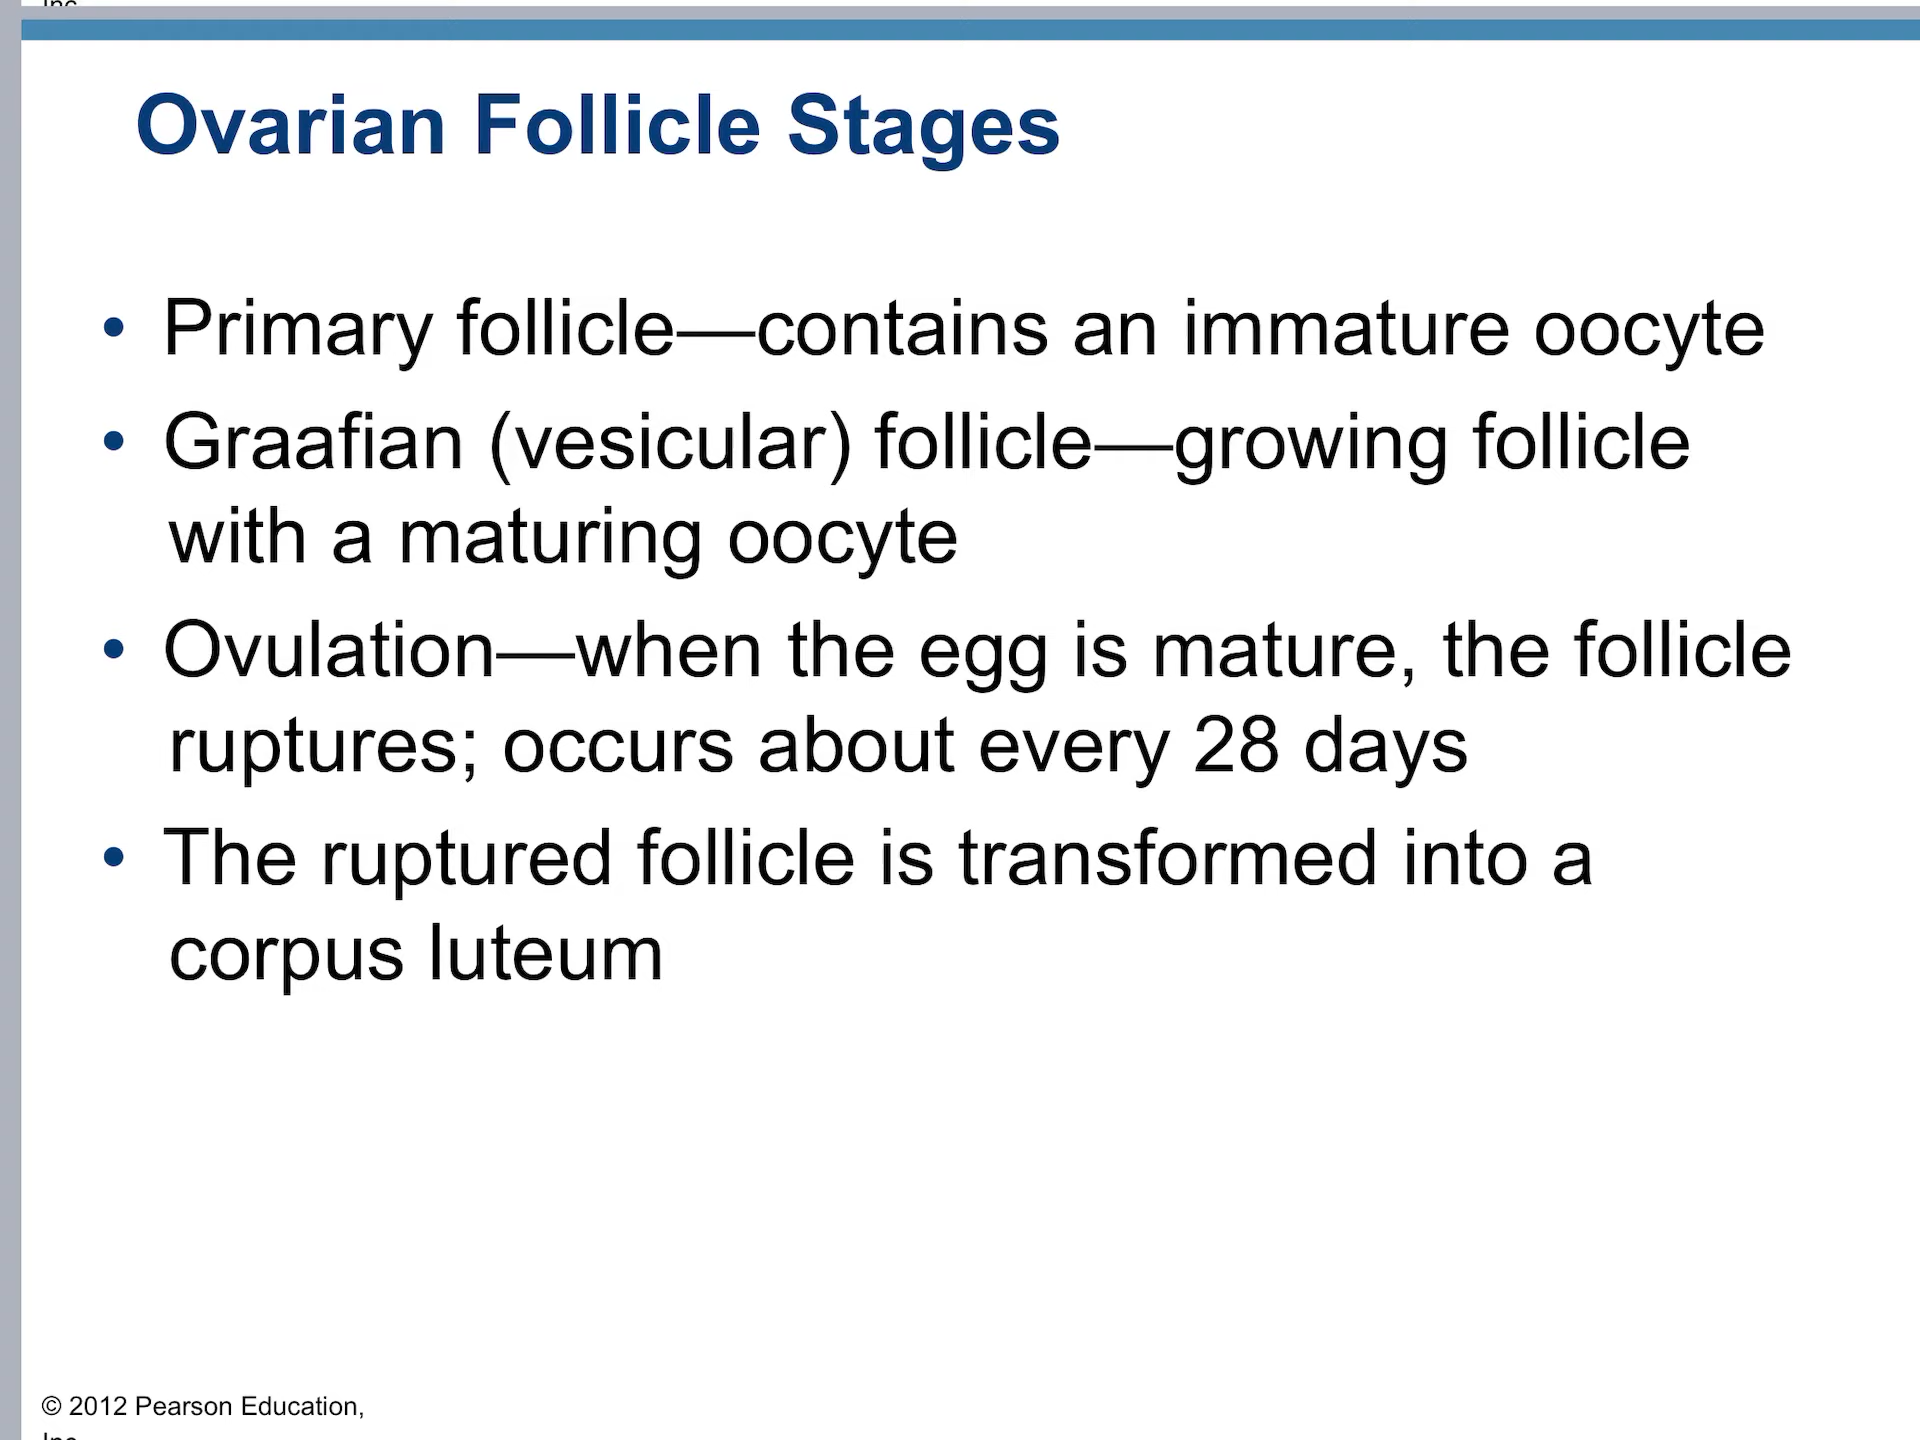 Ovarian Follicle Stages
• Primary follicle—contains an immature oocyte
• Graafian (vesicular) follicle—growing follicle
with a maturing oocyte
• Ovulation—when the egg is mature, the follicle
ruptures; occurs about every 28 days
• The ruptured follicle is transformed into a
corpus luteum
© 2012 Pearson Education,